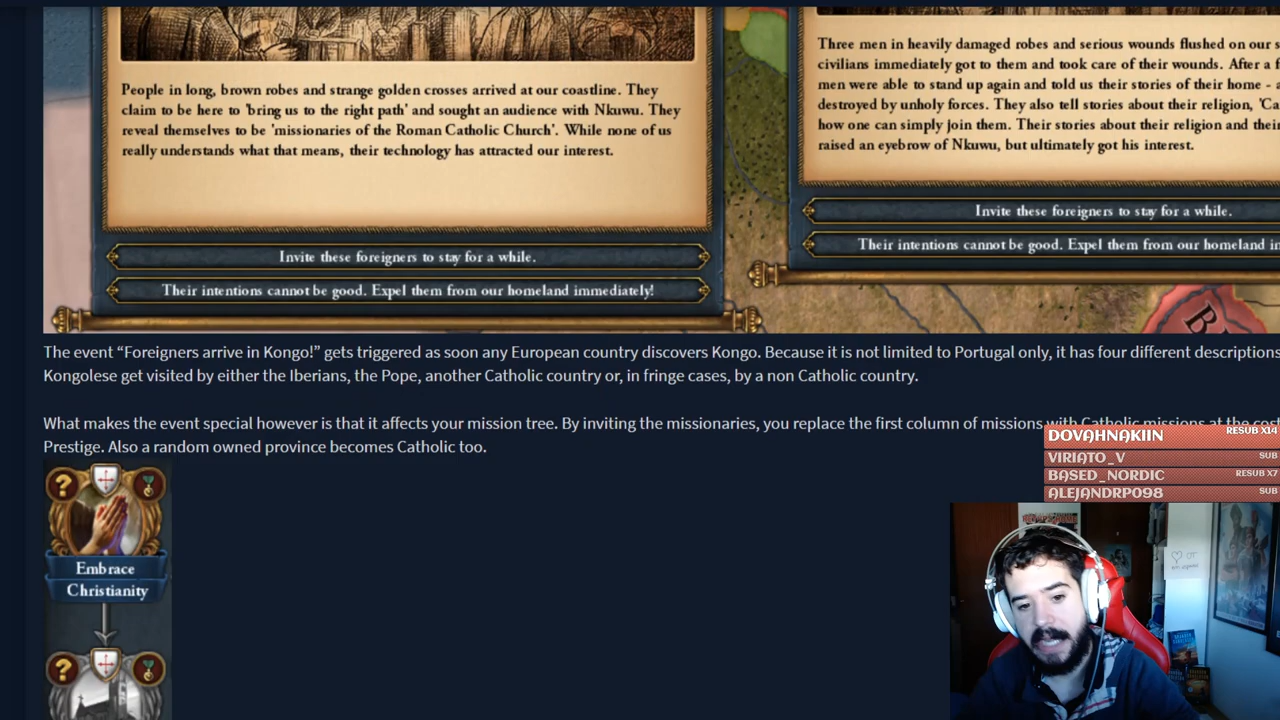 People in long, brown robes and strange golden crosses arrived at our coastline. They
claim to be here to 'bring us to the right path' and sought an audience with Nkuwu. They
reveal themselves to be 'missionaries of the Roman Catholic Church'. While none of us
really understands what that means, their technology has attracted our interest.
Invite these foreigners to stay for a while.
Their intentions cannot be good. Expel them from our homeland immediately!
Three men in heavily damaged robes and serious wounds flushed on our
civilians immediately got to them and took care of their wounds. After a
men were able to stand up again and told us their stories of their home -
destroyed by unholy forces. They also tell stories about their religion,
how one can simply join them. Their stories about their religion and
raised an eyebrow of Nkuwu, but ultimately got his interest.
Invite these foreigners to stay for a while.
Their intentions cannot be good. Expel them from our homeland
The event “Foreigners arrive in Kongo!” gets triggered as soon any European country discovers Kongo. Because it is not limited to Portugal only, it has four different descriptions
Kongolese get visited by either the Iberians, the Pope, another Catholic country or, in fringe cases, by a non Catholic country.
What makes the event special however is that it affects your mission tree. By inviting the missionaries, you replace the first column of missions with Catholic missions at the cost
Prestige. Also a random owned province becomes Catholic too.
Embrace
Christianity
DOVAHNAKIIN RESUB X14
VIRIATO_V SUB
BASED_NORDIC RESUB X7
ALEJANDRP098 SUB